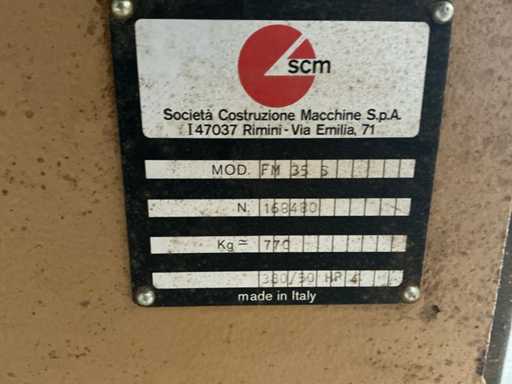 scm
Società Costruzione Macchine S.p.A.
I 47037 Rimini - Via Emilia, 71
MOD. FM 35 S
N. 168480
Kg ≃ 770
380/50 HP 4
made in Italy